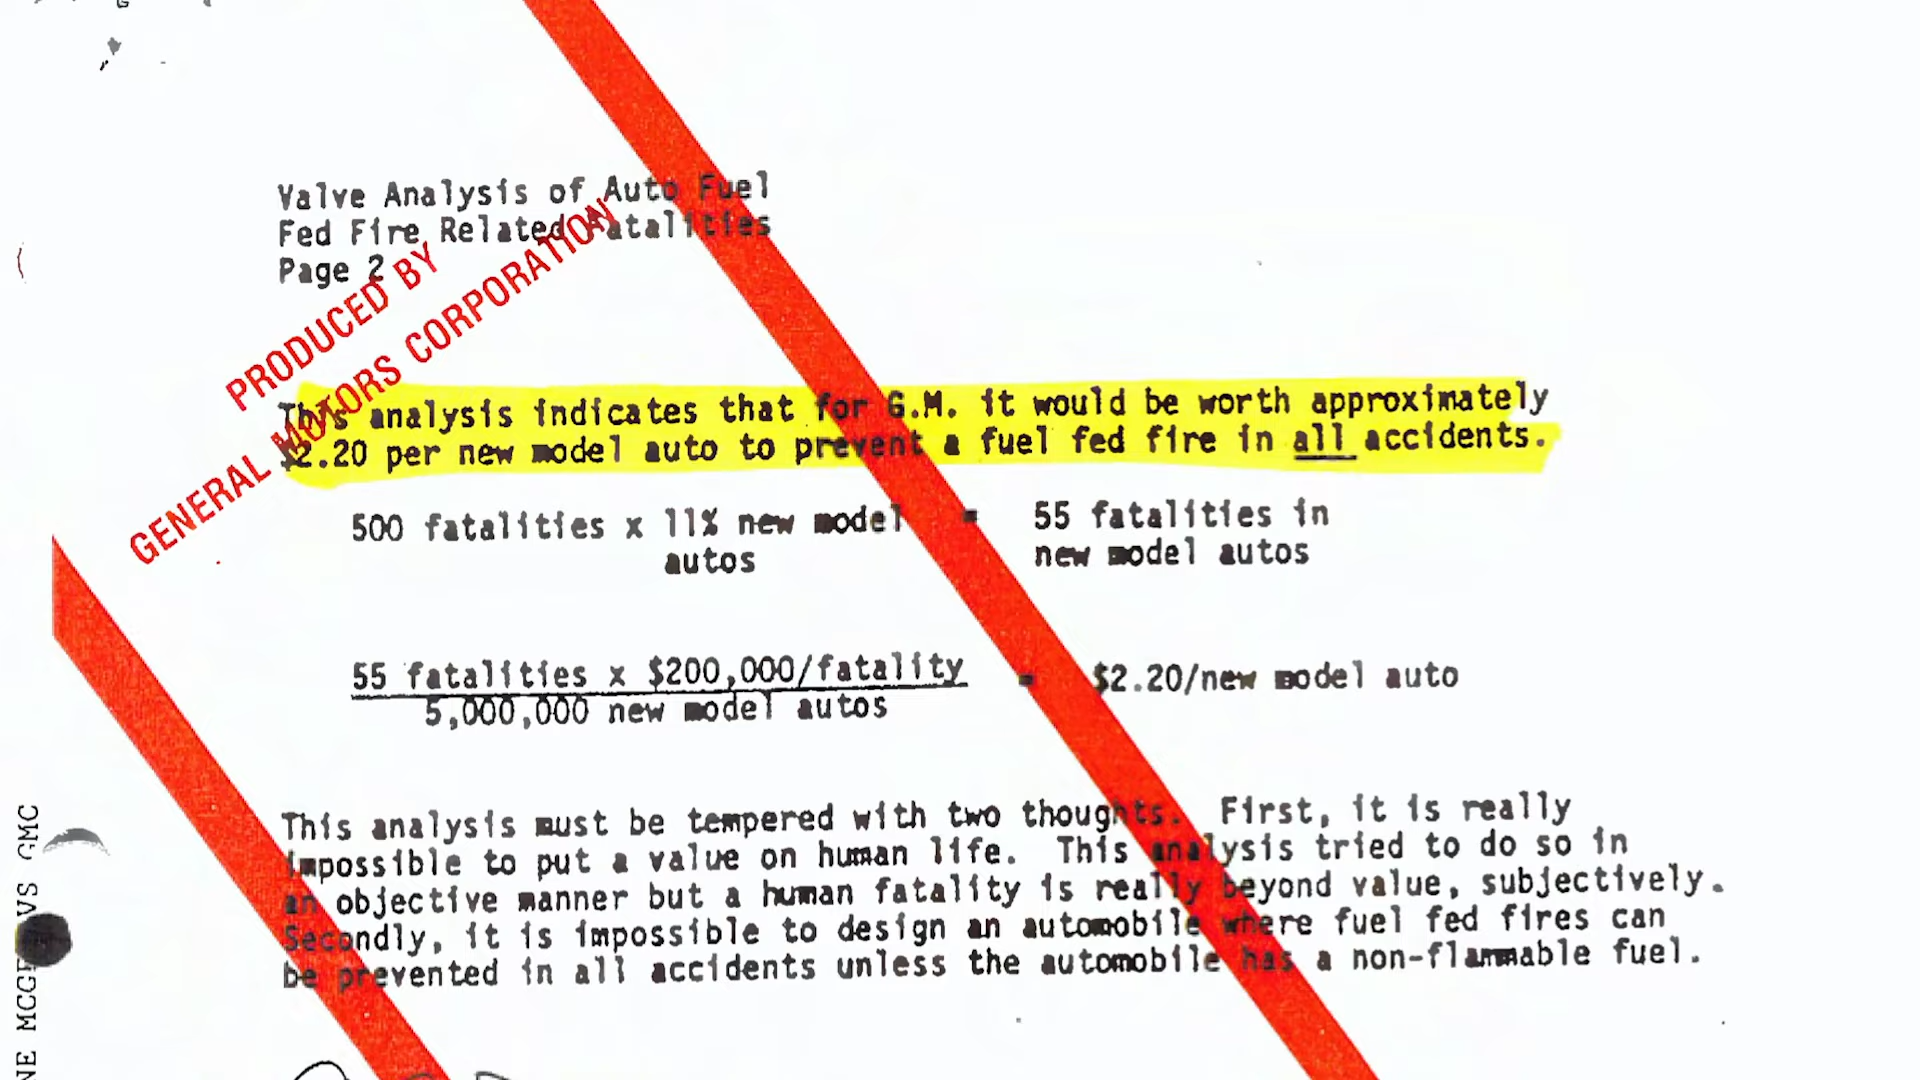 Valve Analysis of Auto Fuel
Fed Fire Related Fatalities
Page 2
PRODUCED BY
GENERAL MOTORS CORPORATION
This analysis indicates that for G.M. it would be worth approximately
$2.20 per new model auto to prevent a fuel fed fire in all accidents.
500 fatalities x 11% new model = 55 fatalities in
autos new model autos
55 fatalities x $200,000/fatality = $2.20/new model auto
5,000,000 new model autos
This analysis must be tempered with two thoughts. First, it is really
impossible to put a value on human life. This analysis tried to do so in
an objective manner but a human fatality is really beyond value, subjectively.
Secondly, it is impossible to design an automobile where fuel fed fires can
be prevented in all accidents unless the automobile has a non-flammable fuel.
VS GMC